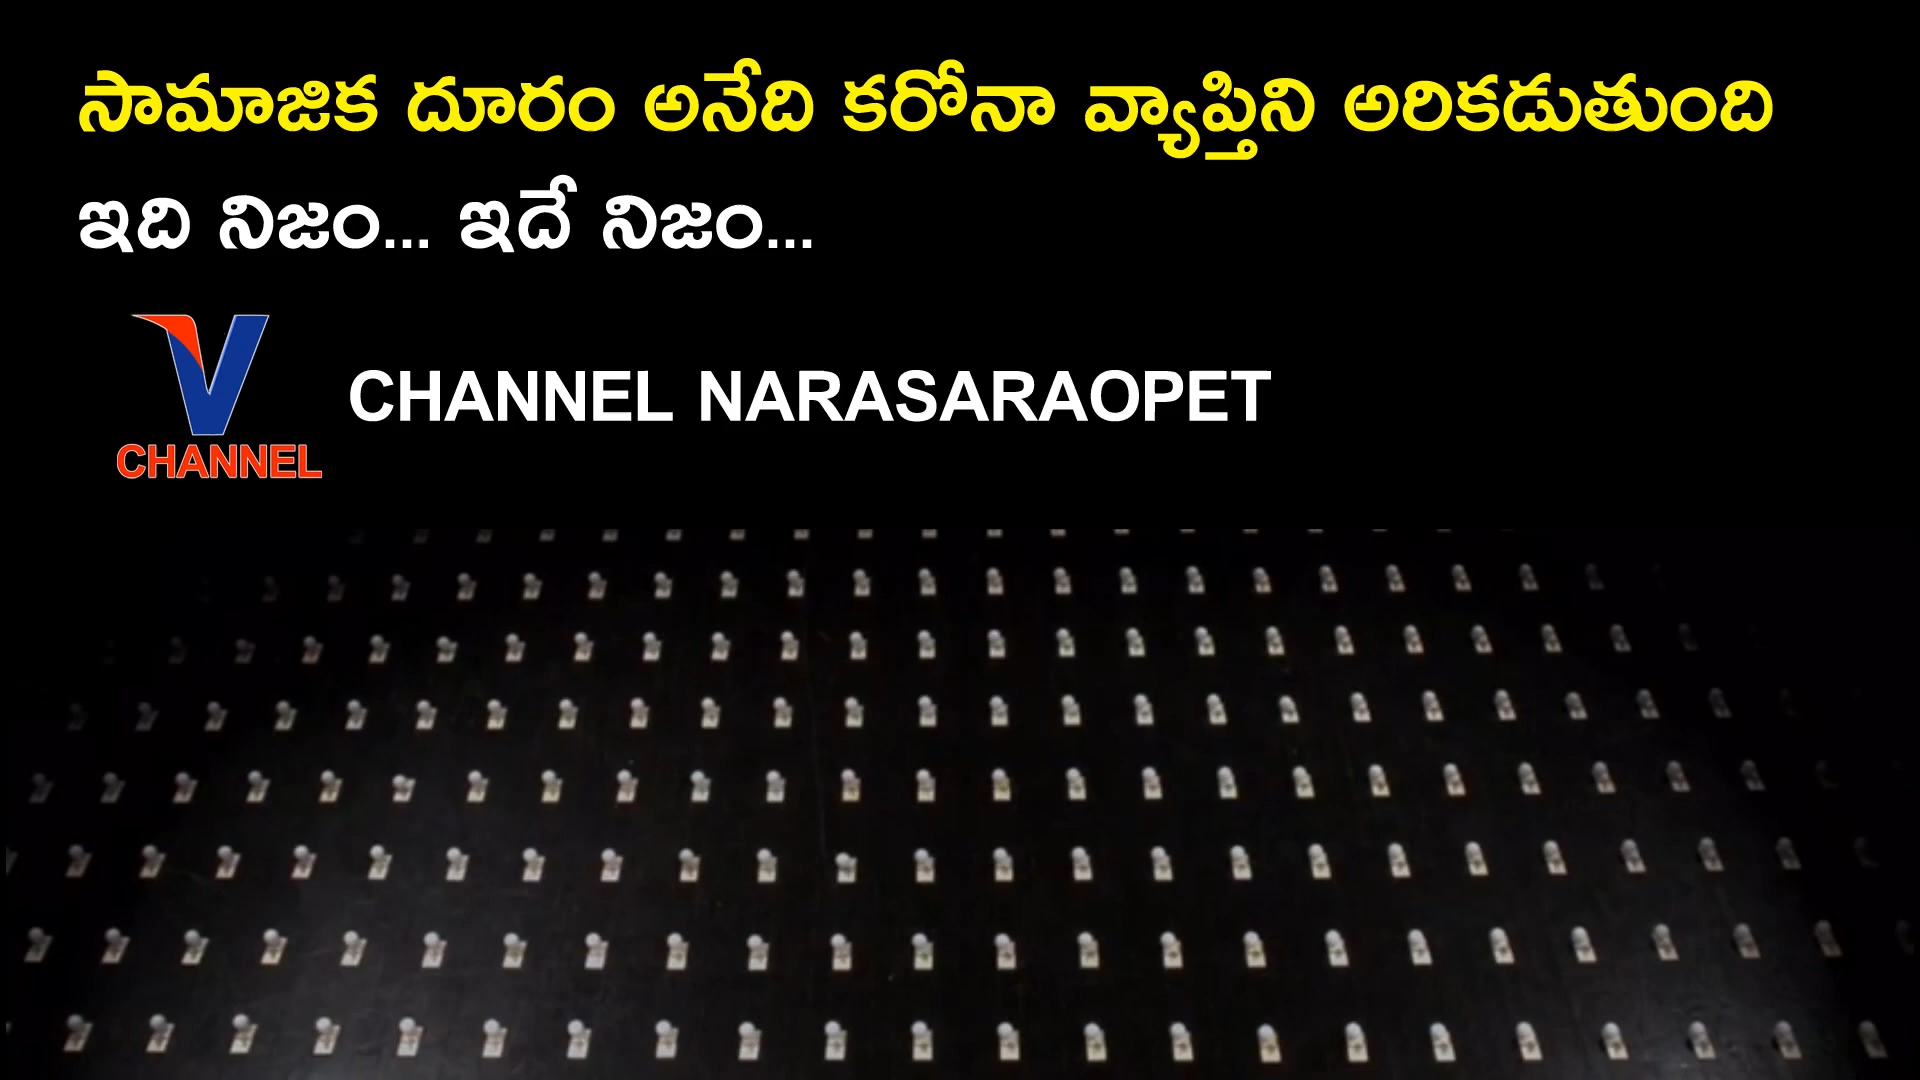 సామాజిక దూరం అనేది కరోనా వ్యాప్తిని అరికడుతుంది
ఇది నిజం... ఇదే నిజం...
V
CHANNEL
CHANNEL NARASARAOPET